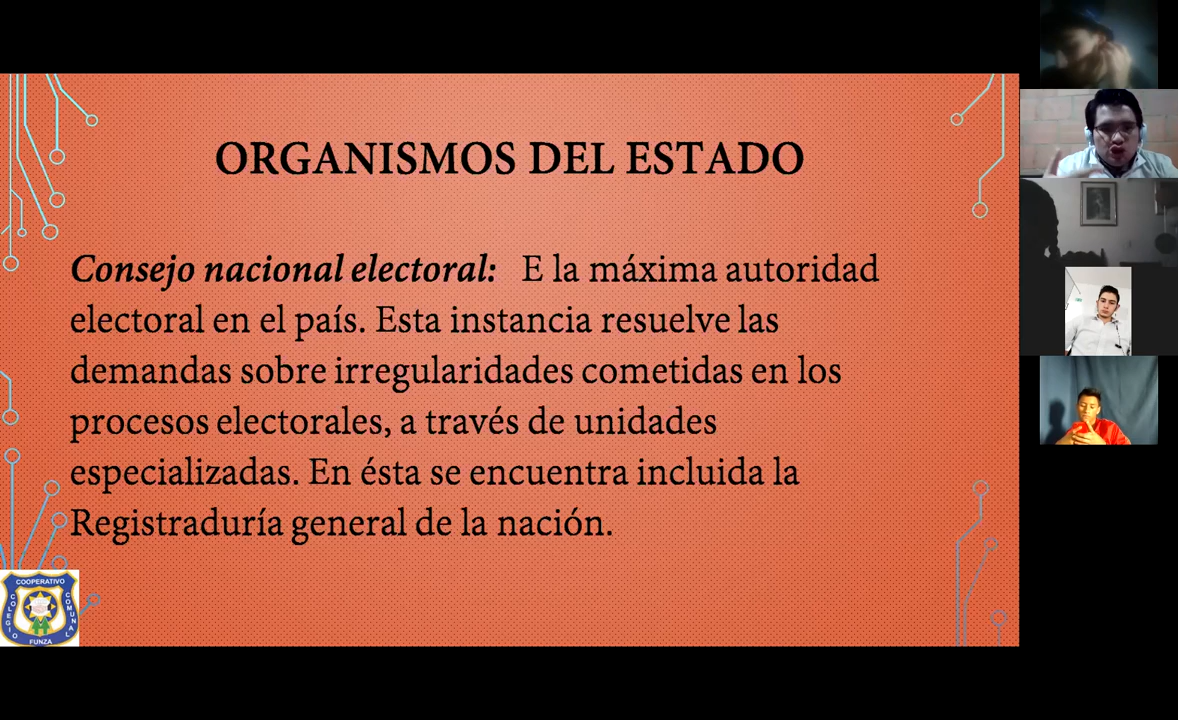 ORGANISMOS DEL ESTADO
Consejo nacional electoral: E la máxima autoridad
electoral en el país. Esta instancia resuelve las
demandas sobre irregularidades cometidas en los
procesos electorales, a través de unidades
especializadas. En ésta se encuentra incluida la
Registraduría general de la nación.
COOPERATIVO
COLEGIO
COMUNAL
FUNZA